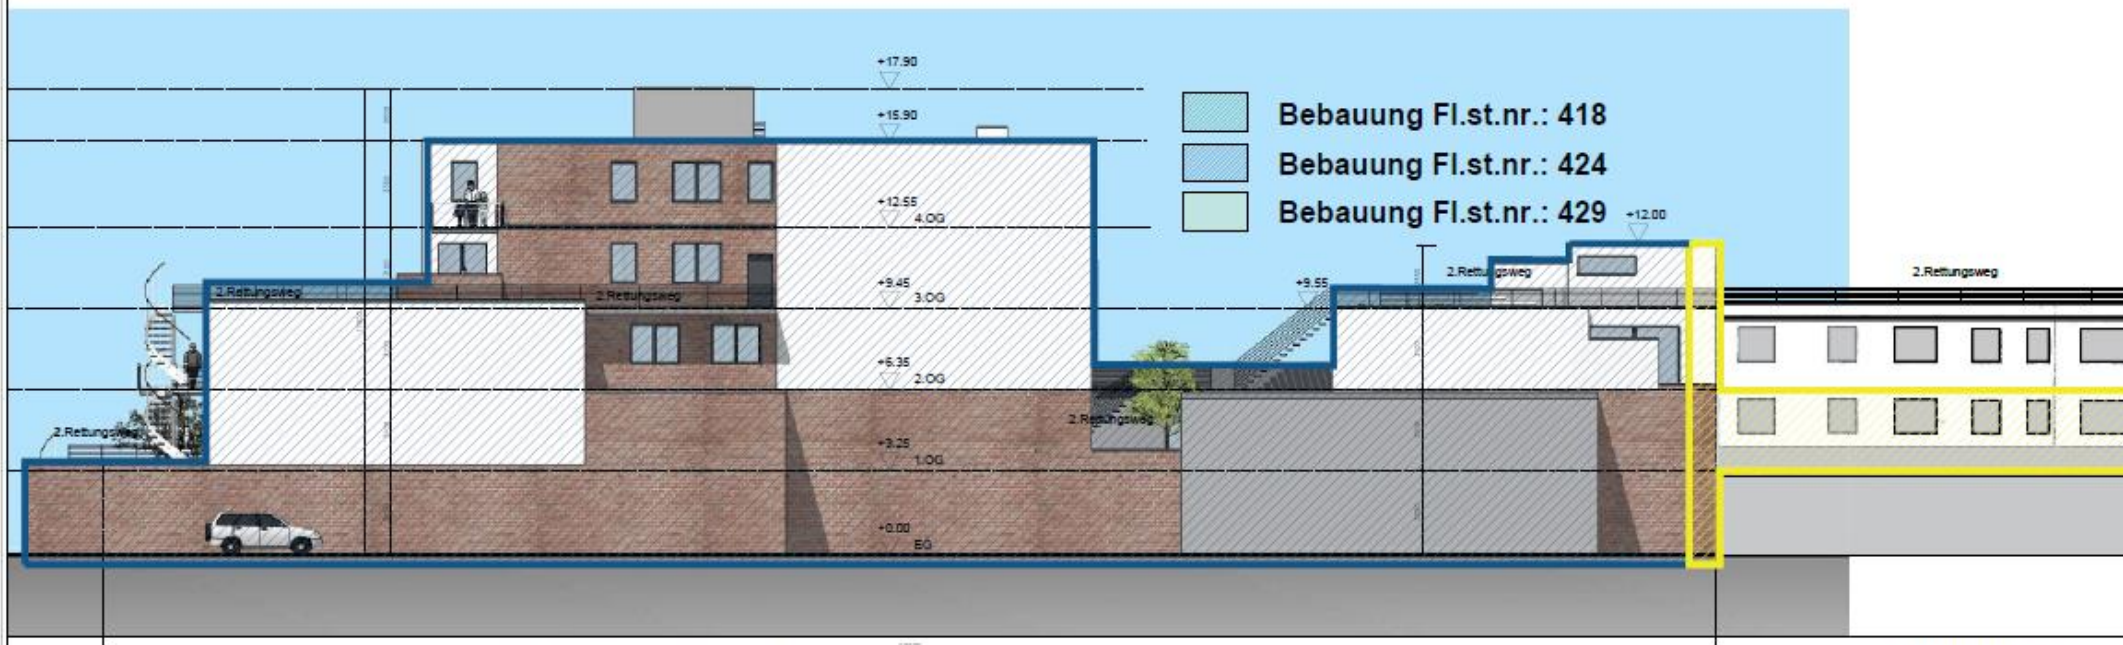 +17.90
+15.90
Bebauung Fl.st.nr.: 418
Bebauung Fl.st.nr.: 424
Bebauung Fl.st.nr.: 429
+12.55
4.OG
+12.00
2.Rettungsweg
2.Rettungsweg
2.Rettungsweg
2.Rettungsweg
+9.45
3.OG
+9.55
+6.35
2.OG
2.Rettungsweg
2.Rettungsweg
+3.25
1.OG
+0.00
EG